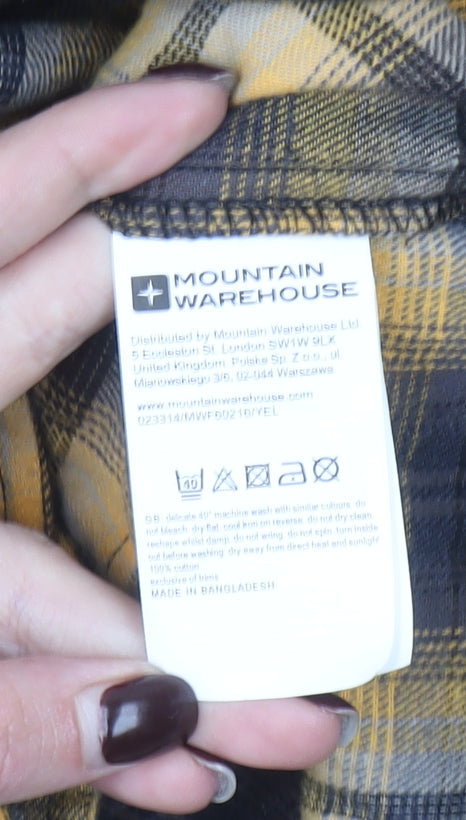 MOUNTAIN
WAREHOUSE
Distributed by Mountain Warehouse Ltd.
5 Eccleston St. London SW1W 9LX
United Kingdom. Polska Sp. Z o.o., ul.
3/6, 02-044 Warszawa
www.mountainwarehouse.com
023314/MWF60216/YEL
40
GB delicate 40° machine wash with similar colours. do
not bleach. dry flat. cool iron on reverse. do not dry clean.
reshape whilst damp. do not wring. do not spin. turn inside
out before washing. dry away from direct heat and sunlight
100% cotton
exclusive of trims
MADE IN BANGLADESH